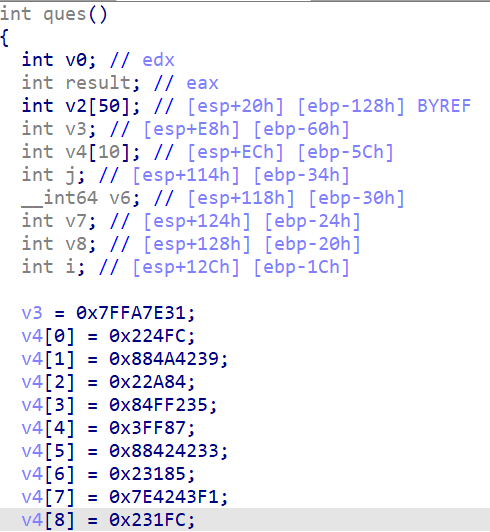 int ques()
{
int v0; // edx
int result; // eax
int v2[50]; // [esp+20h] [ebp-128h] BYREF
int v3; // [esp+E8h] [ebp-60h]
int v4[10]; // [esp+ECh] [ebp-5Ch]
int j; // [esp+114h] [ebp-34h]
__int64 v6; // [esp+118h] [ebp-30h]
int v7; // [esp+124h] [ebp-24h]
int v8; // [esp+128h] [ebp-20h]
int i; // [esp+12Ch] [ebp-1Ch]
v3 = 0x7FFA7E31;
v4[0] = 0x224FC;
v4[1] = 0x884A4239;
v4[2] = 0x22A84;
v4[3] = 0x84FF235;
v4[4] = 0x3FF87;
v4[5] = 0x88424233;
v4[6] = 0x23185;
v4[7] = 0x7E4243F1;
v4[8] = 0x231FC;